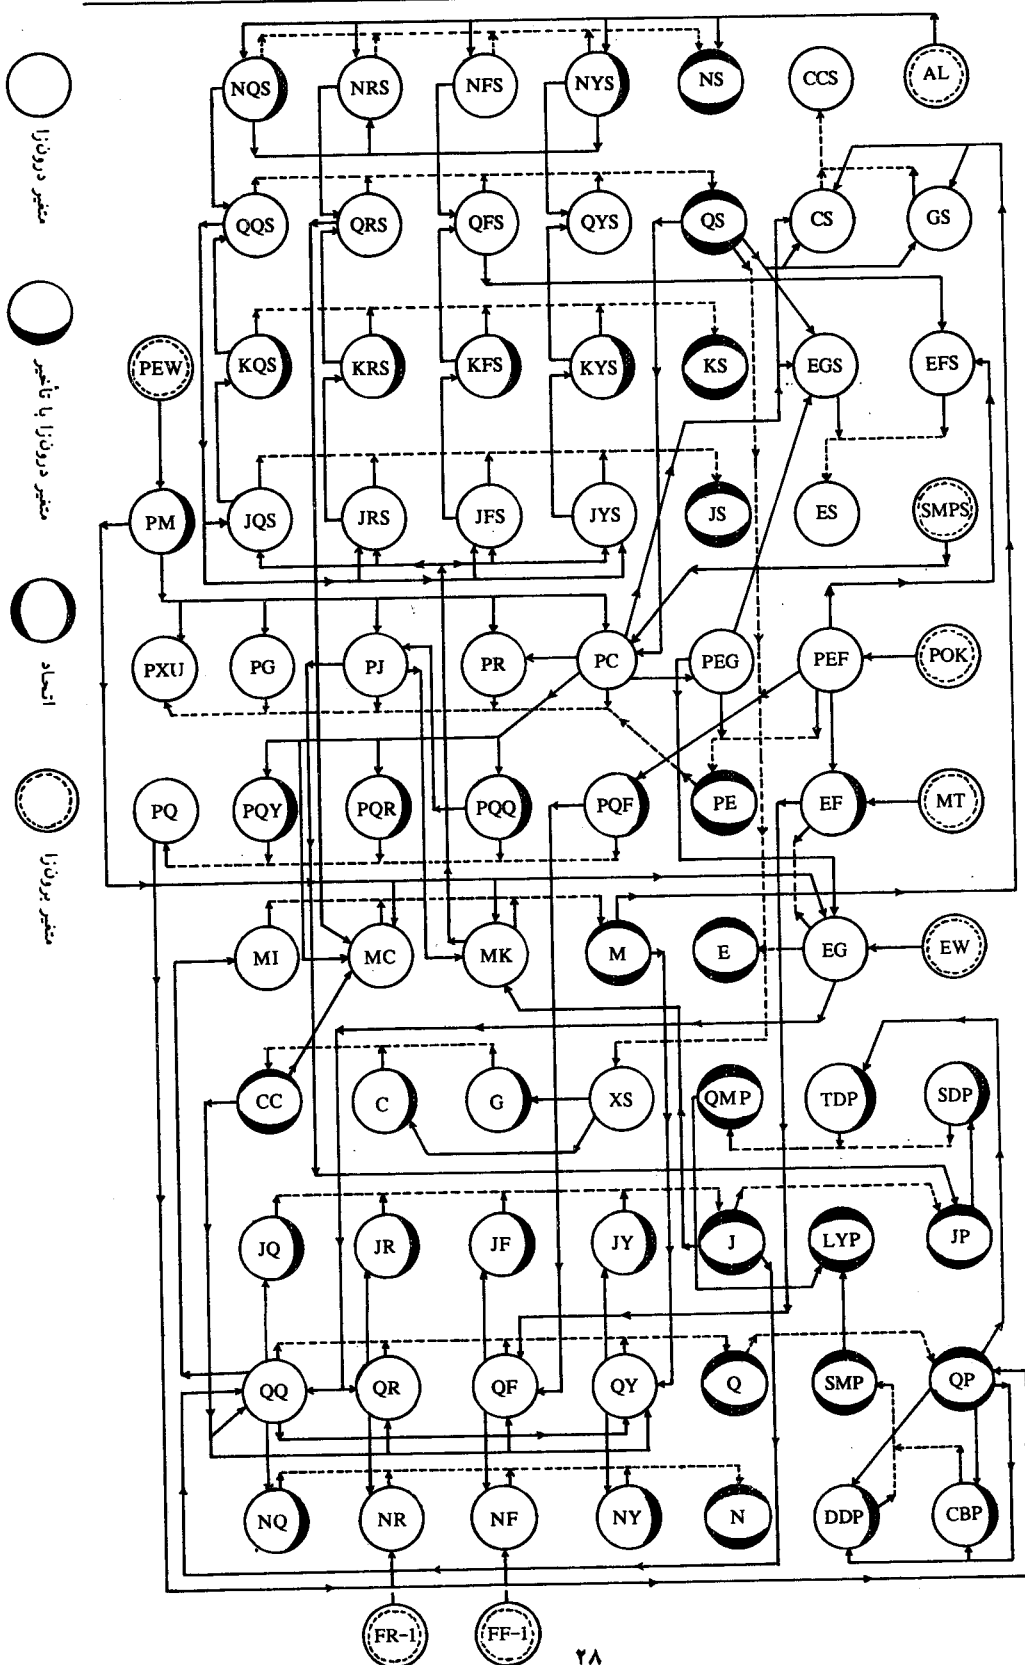 NQS NRS NFS NYS NS CCS AL
متغیر درونزا
QQS QRS QFS QYS QS CS GS
متغیر درونزا با تأخیر
PEW KQS KRS KFS KYS KS EGS EFS
PM JQS JRS JFS JYS JS ES SMPS
اتحاد
PXU PG PJ PR PC PEG PEF POK
PQ PQY PQR PQQ PQF PE EF MT
متغیر برونزا
MI MC MK M E EG EW
CC C G XS QMP TDP SDP
JQ JR JF JY J LYP JP
QQ QR QF QY Q SMP QP
NQ NR NF NY N DDP CBP
FR-1 FF-1
۲۸